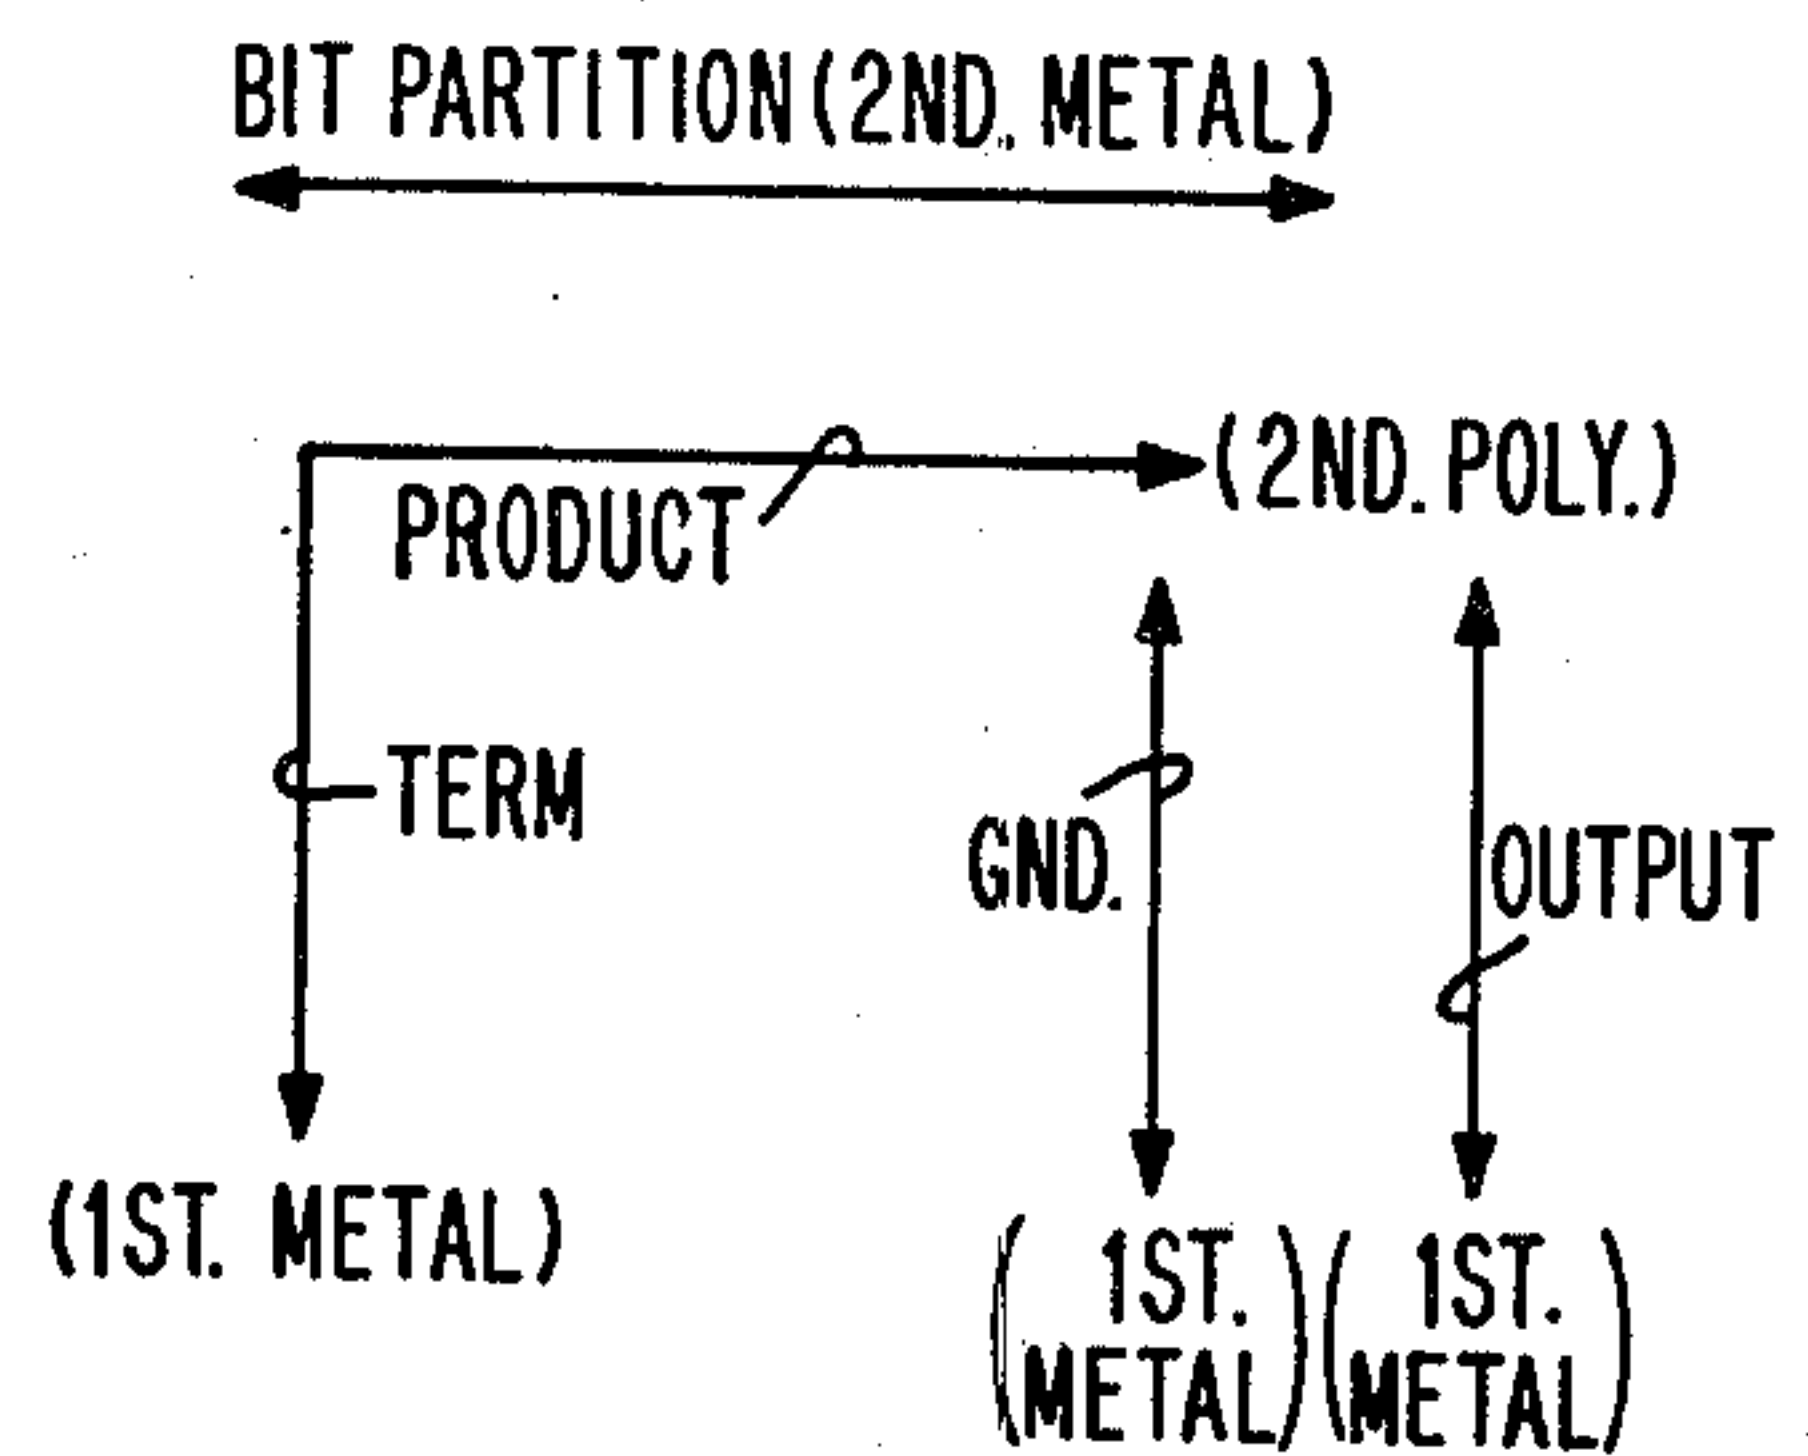 BIT PARTITION (2ND. METAL)
(2ND. POLY.)
PRODUCT
TERM
GND.
OUTPUT
(1ST. METAL)
(1ST. METAL)
(1ST. METAL)